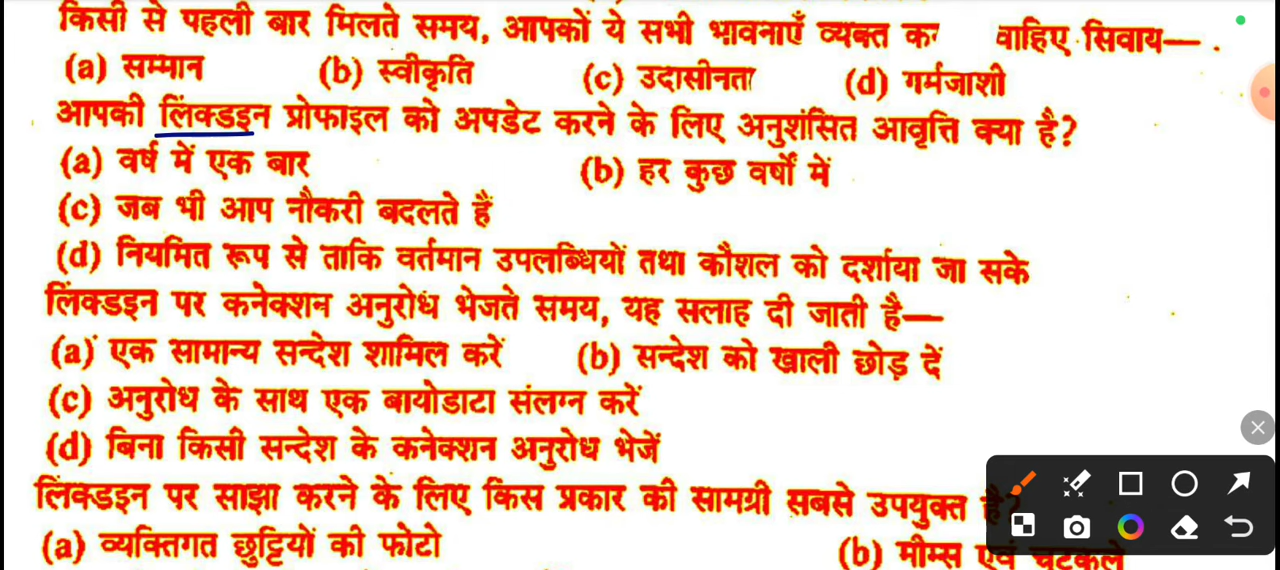 किसी से पहली बार मिलते समय, आपकों ये सभी भावनाएँ व्यक्त सिवाय— .
(a) सम्मान (b) स्वीकृति (c) उदासीनता (d) गर्मजाशी
आपकी लिंक्डइन प्रोफाइल को अपडेट करने के लिए अनुशंसित आवृत्ति क्या है?
(a) वर्ष में एक बार (b) हर कुछ वर्षों में
(c) जब भी आप नौकरी बदलते हैं
(d) नियमित रूप से ताकि वर्तमान उपलब्धियों तथा कौशल को दर्शाया जा सके
लिंक्डइन पर कनेक्शन अनुरोध भेजते समय, यह सलाह दी जाती है—
(a) एक सामान्य सन्देश शामिल करें (b) सन्देश को खाली छोड़ दें
(c) अनुरोध के साथ एक बायोडाटा संलग्न करें
(d) बिना किसी सन्देश के कनेक्शन अनुरोध भेजें
लिंक्डइन पर साझा करने के लिए किस प्रकार की सामग्री सबसे उपयुक्त है?
(a) व्यक्तिगत छुट्टियों की फोटो (b) मीम्स एवं चुटकुले